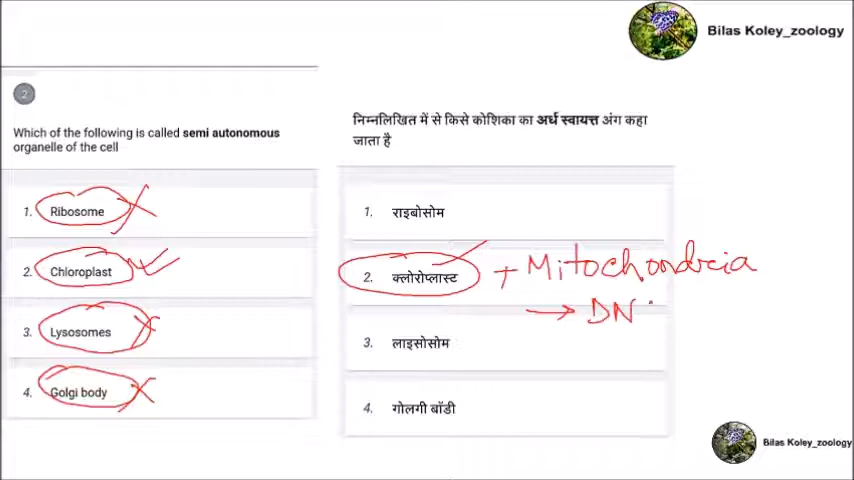 Bilas Koley_zoology
2
Which of the following is called semi autonomous
organelle of the cell
1. Ribosome
2. Chloroplast
3. Lysosomes
4. Golgi body
निम्नलिखित में से किसे कोशिका का अर्ध स्वायत्त अंग कहा
जाता है
1. राइबोसोम
2. क्लोरोप्लास्ट + Mitochondria
→ DN
3. लाइसोसोम
4. गोलगी बॉडी
Bilas Koley_zoology